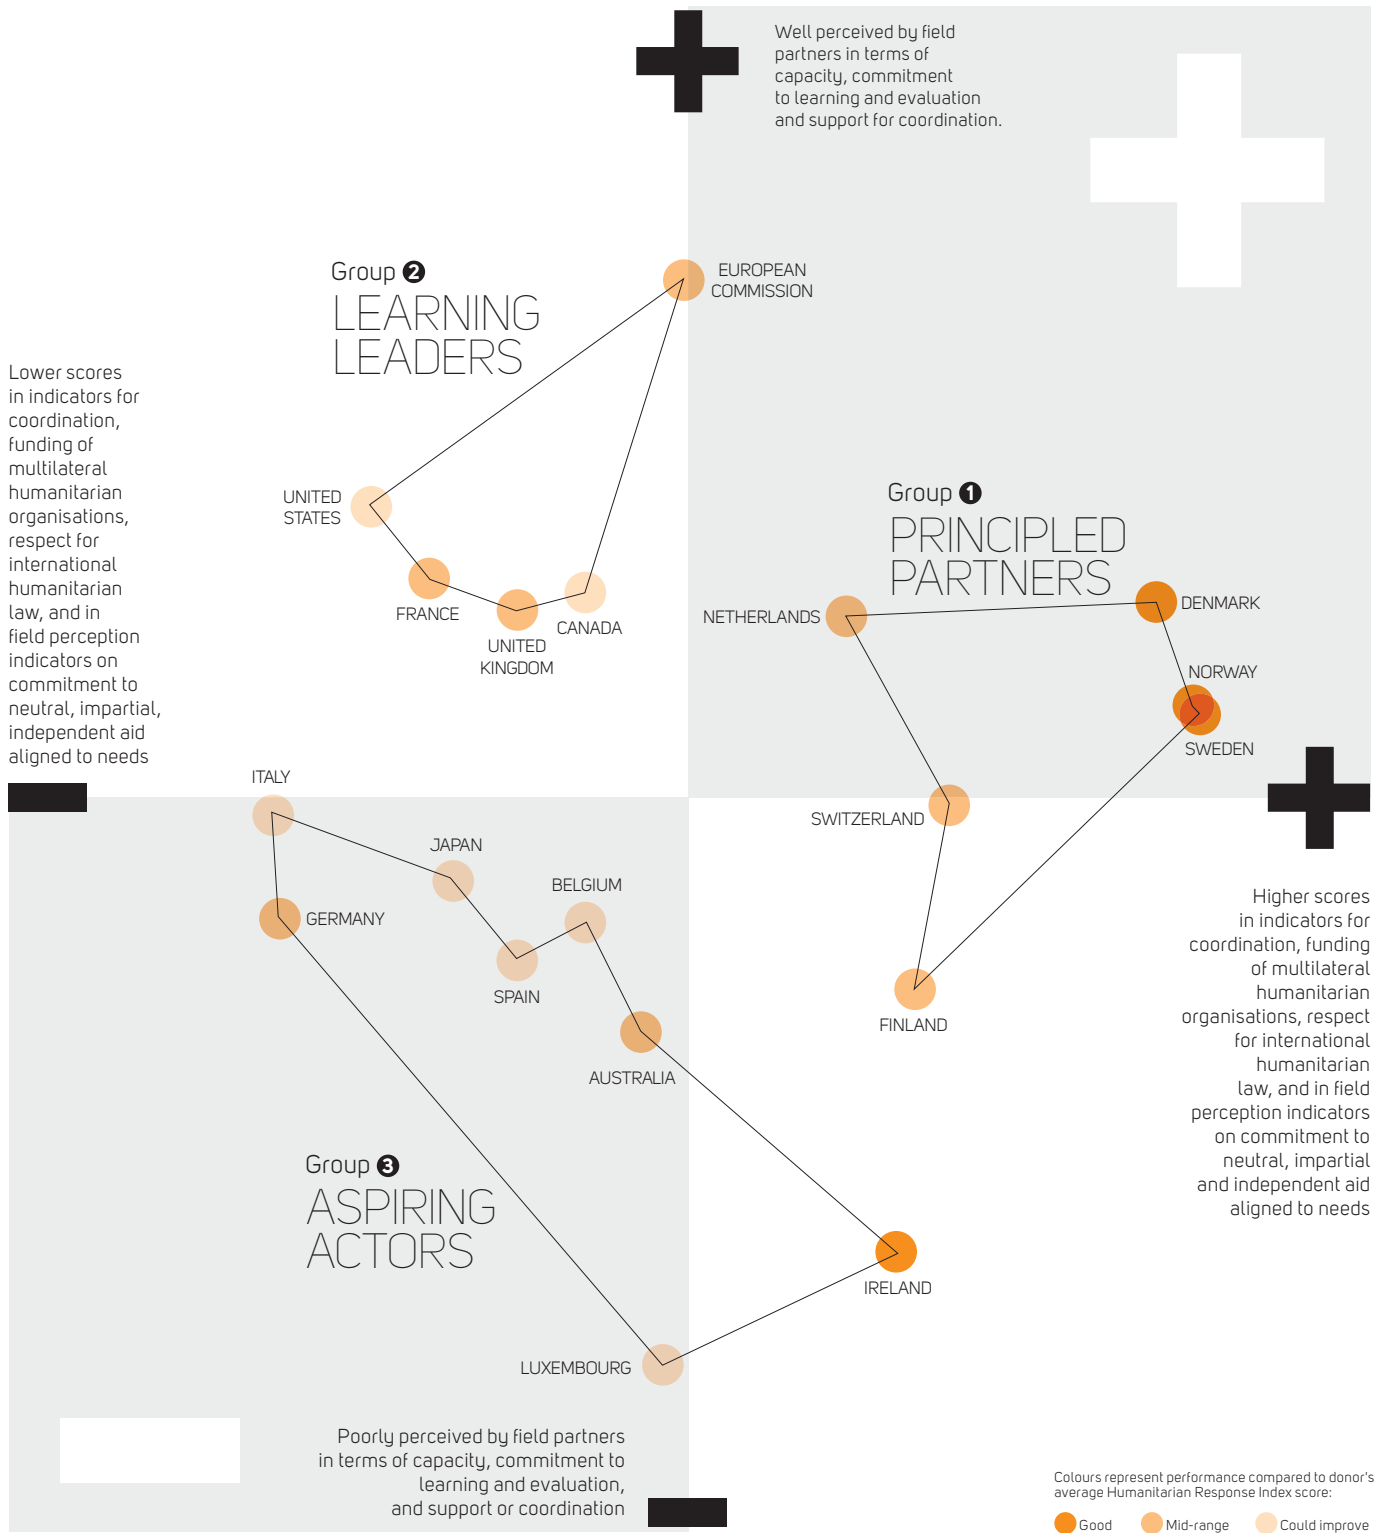 Well perceived by field
partners in terms of
capacity, commitment
to learning and evaluation
and support for coordination.
Group 2
LEARNING
LEADERS
EUROPEAN
COMMISSION
Lower scores
in indicators for
coordination,
funding of
multilateral
humanitarian
organisations,
respect for
international
humanitarian
law, and in
field perception
indicators on
commitment to
neutral, impartial,
independent aid
aligned to needs
UNITED
STATES
FRANCE
UNITED
KINGDOM
CANADA
Group 1
PRINCIPLED
PARTNERS
NETHERLANDS
DENMARK
NORWAY
SWEDEN
SWITZERLAND
FINLAND
ITALY
JAPAN
BELGIUM
GERMANY
SPAIN
AUSTRALIA
Higher scores
in indicators for
coordination, funding
of multilateral
humanitarian
organisations, respect
for international
humanitarian
law, and in field
perception indicators
on commitment to
neutral, impartial
and independent aid
aligned to needs
Group 3
ASPIRING
ACTORS
IRELAND
LUXEMBOURG
Poorly perceived by field partners
in terms of capacity, commitment to
learning and evaluation,
and support or coordination
Colours represent performance compared to donor's
average Humanitarian Response Index score:
Good
Mid-range
Could improve